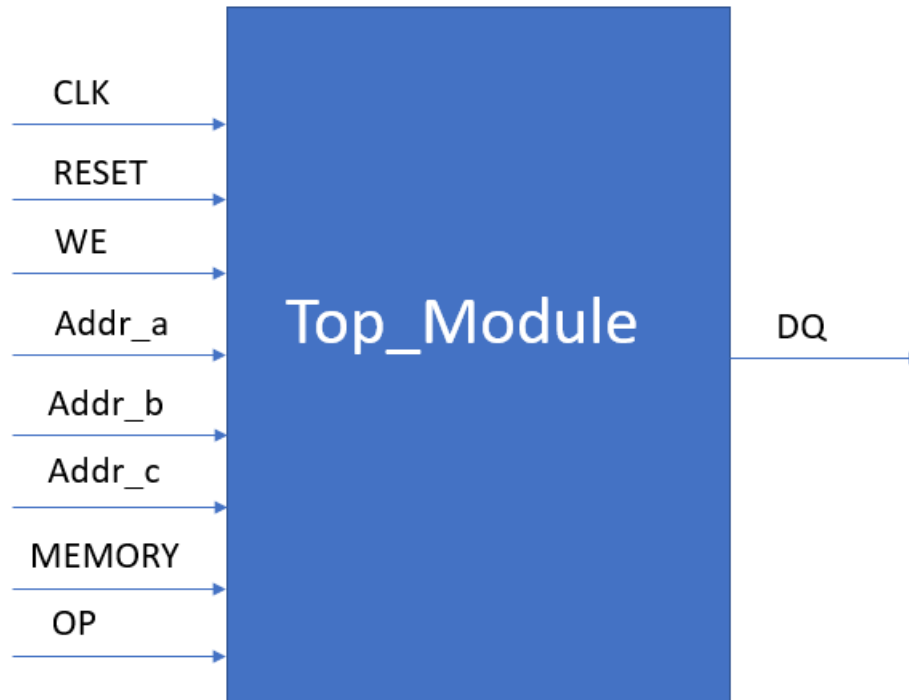 CLK
RESET
WE
Addr_a
Addr_b
Addr_c
MEMORY
OP
Top_Module
DQ